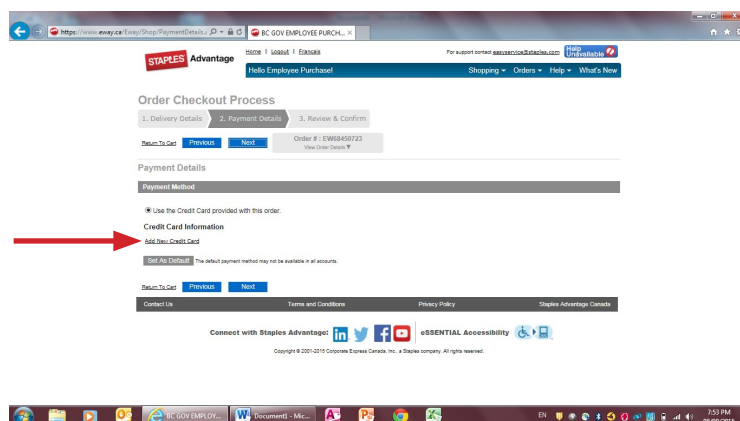 https://www.eway.ca/Eway/Shop/PaymentDetails.
BC GOV EMPLOYEE PURCH...
STAPLES Advantage
Home | Logout | Français
For support contact easyservice@staples.com
Help Unavailable
Hello Employee Purchase!
Shopping Orders Help What's New
Order Checkout Process
1. Delivery Details 2. Payment Details 3. Review & Confirm
Return To Cart Previous Next
Order # : EW68450723
View Order Details
Payment Details
Payment Method
Use the Credit Card provided with this order.
Credit Card Information
Add New Credit Card
Set As Default The default payment method may not be available in all accounts.
Return To Cart Previous Next
Contact Us Terms and Conditions Privacy Policy Staples Advantage Canada
Connect with Staples Advantage: in eSSENTIAL Accessibility
Copyright © 2001-2015 Corporate Express Canada, Inc., a Staples company. All rights reserved.
BC GOV EMPLOY... Document1 - Mic...
EN
7:53 PM